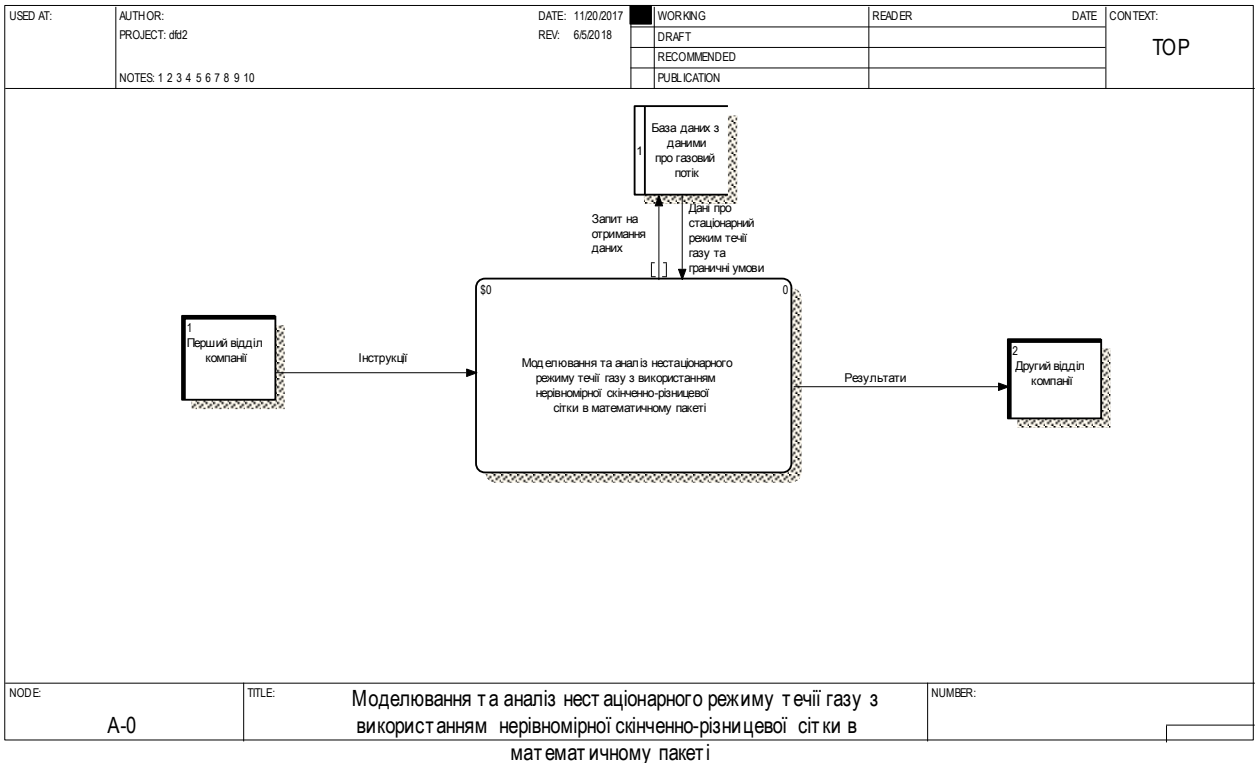 USED AT:
AUTHOR:
DATE: 11/20/2017
WORKING
READER
DATE
CONTEXT:
PROJECT: dfd2
REV: 6/5/2018
DRAFT
TOP
RECOMMENDED
NOTES: 1 2 3 4 5 6 7 8 9 10
PUBLICATION
1
База даних з
даними
про газовий
потік
Запит на
отримання
даних
Дані про
стаціонарний
режим течії
газу та
граничні умови
$0
0
1
Перший відділ
компанії
Інструкції
Моделювання та аналіз нестаціонарного
режиму течії газу з використанням
нерівномірної скінченно-різницевої
сітки в математичному пакеті
Результати
2
Другий відділ
компанії
NODE:
A-0
TITLE:
Моделювання та аналіз нестаціонарного режиму течії газу з
використанням нерівномірної скінченно-різницевої сітки в
математичному пакеті
NUMBER: